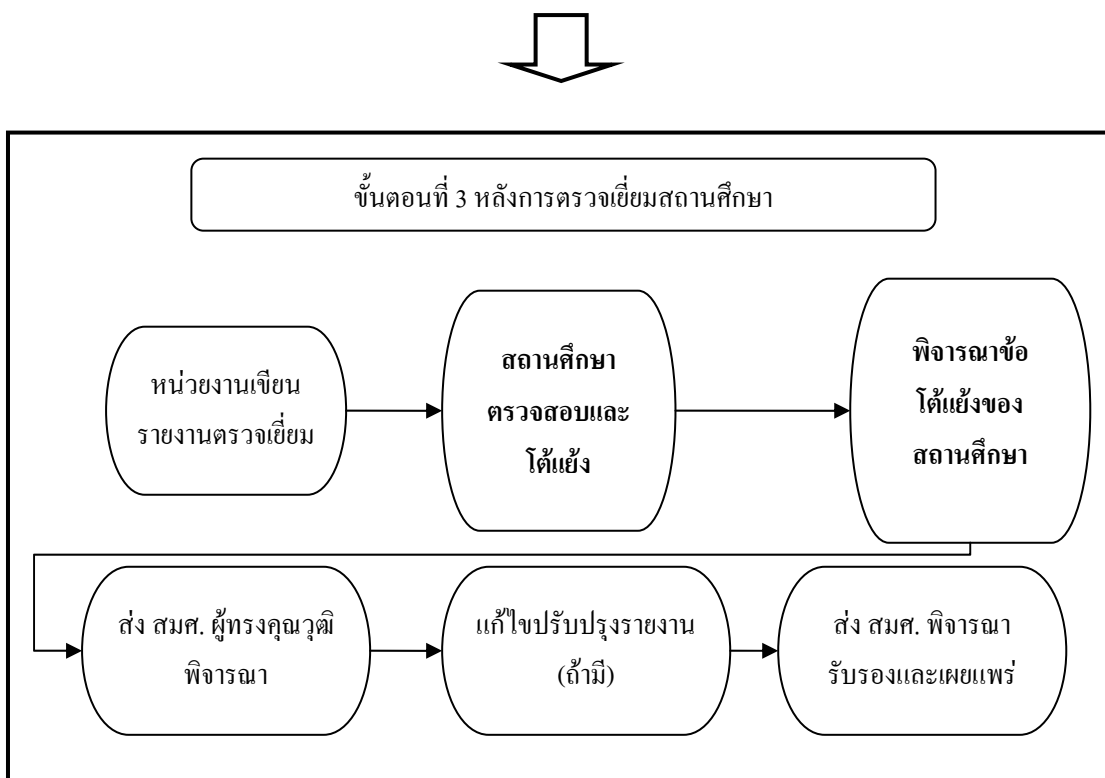 ขั้นตอนที่ 3 หลังการตรวจเยี่ยมสถานศึกษา
หน่วยงานเขียน
รายงานตรวจเยี่ยม
สถานศึกษา
ตรวจสอบและ
โต้แย้ง
พิจารณาข้อ
โต้แย้งของ
สถานศึกษา
ส่ง สมศ. ผู้ทรงคุณวุฒิ
พิจารณา
แก้ไขปรับปรุงรายงาน
(ถ้ามี)
ส่ง สมศ. พิจารณา
รับรองและเผยแพร่